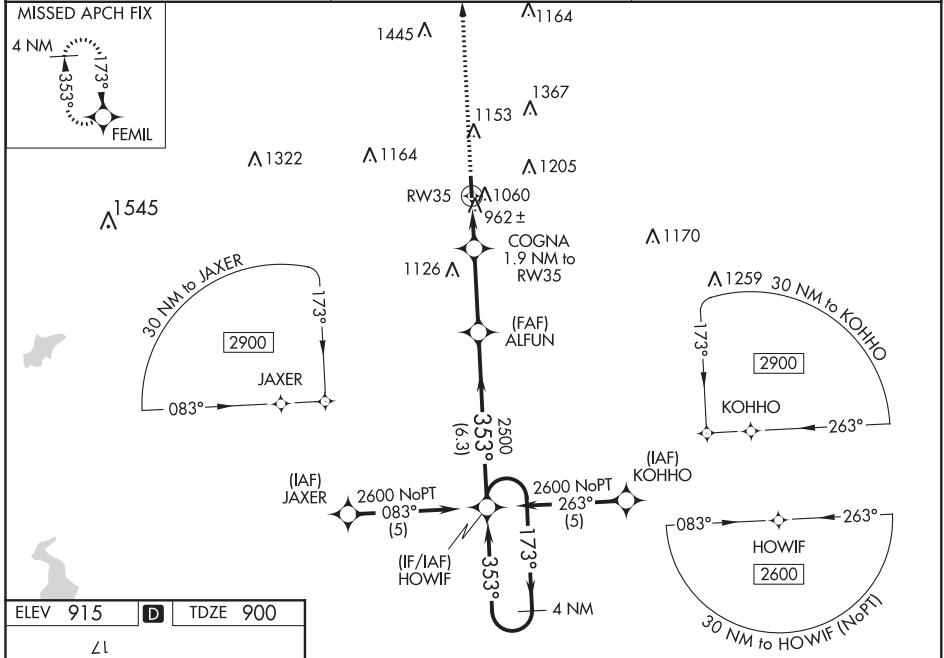 MISSED APCH FIX
4 NM
353°
173°
FEMIL
1445
1164
1367
1153
1322
1164
1205
RW35
1060
962 ±
1545
COGNA
1.9 NM to
RW35
1170
1126
1259
30 NM to JAXER
173°
2900
JAXER
083°
(FAF)
ALFUN
30 NM to KOHHO
173°
2900
KOHHO
263°
2500
353°
(6.3)
(IAF)
JAXER
2600 NoPT
083°
(5)
(IAF)
KOHHO
2600 NoPT
263°
(5)
(IF/IAF)
HOWIF
353°
173°
4 NM
083°
263°
HOWIF
2600
30 NM to HOWIF (NoPT)
ELEV 915
D
TDZE 900
17